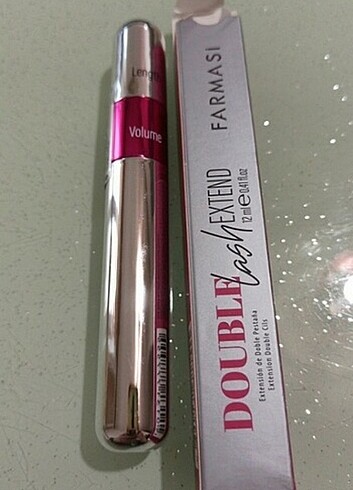 Length
Volume
FARMASI
DOUBLE
Lash EXTEND
12 ml e 0.41 fl.oz
Extensión de Doble Pestaña
Extension Double Cils